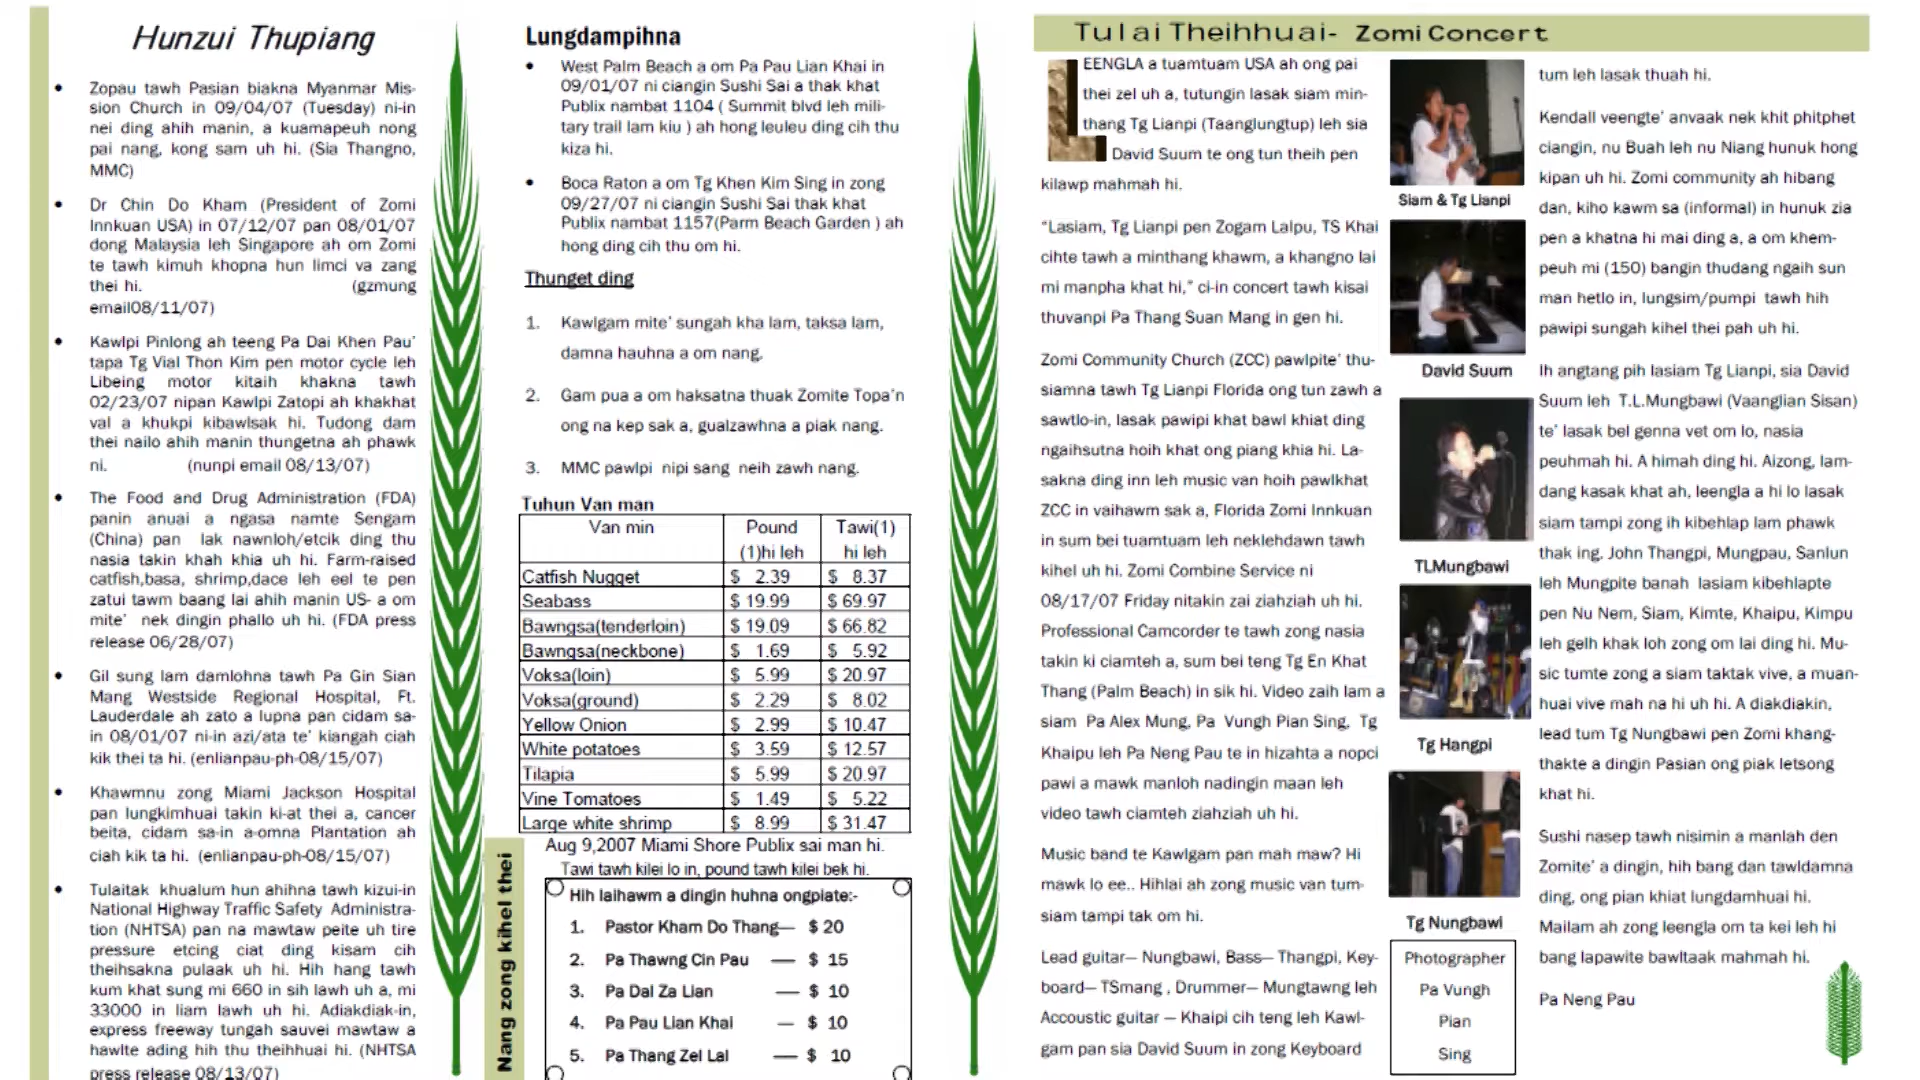 Hunzui Thupiang
Zopau tawh Pasian biakna Myanmar Mis-
sion Church in 09/04/07 (Tuesday) ni-in
nei ding ahih manin, a kuamapeuh nong
pai nang, kong sam uh hi. (Sia Thangno,
MMC)
Dr Chin Do Kham (President of Zomi
Innkuan USA) in 07/12/07 pan 08/01/07
dong Malaysia leh Singapore ah om Zomi
te tawh kimuh khopna hun limci va zang
thei hi. (gzmung
email08/11/07)
Kawlpi Pinlong ah teeng Pa Dai Khen Pau'
tapa Tg Vial Thon Kim pen motor cycle leh
Libeing motor kitaih khakna tawh
02/23/07 nipan Kawlpi Zatopi ah khakhat
val a khukpi kibawlsak hi. Tudong dam
thei nailo ahih manin thungetna ah phawk
ni. (nunpi email 08/13/07)
The Food and Drug Administration (FDA)
panin anuai a ngasa namte Sengam
(China) pan lak nawnloh/etcik ding thu
nasia takin khah khia uh hi. Farm-raised
catfish,basa, shrimp,dace leh eel te pen
zatui tawm baang lai ahih manin US- a om
mite' nek dingin phallo uh hi. (FDA press
release 06/28/07)
Gil sung lam damlohna tawh Pa Gin Sian
Mang Westside Regional Hospital, Ft.
Lauderdale ah zato a lupna pan cidam sa-
in 08/01/07 ni-in azi/ata te' kiangah ciah
kik thei ta hi. (enlianpau-ph-08/15/07)
Khawmnu zong Miami Jackson Hospital
pan lungkimhuai takin ki-at thei a, cancer
beita, cidam sa-in a-omna Plantation ah
ciah kik ta hi. (enlianpau-ph-08/15/07)
Tulaitak khualum hun ahihna tawh kizui-in
National Highway Traffic Safety Administra-
tion (NHTSA) pan na mawtaw peite uh tire
pressure etcing ciat ding kisam cih
theihsakna pulaak uh hi. Hih hang tawh
kum khat sung mi 660 in sih lawh uh a, mi
33000 in liam lawh uh hi. Adiakdiak-in,
express freeway tungah sauvei mawtaw a
hawlte ading hih thu theihhuai hi. (NHTSA
press release 08/13/07)
Lungdampihna
West Palm Beach a om Pa Pau Lian Khai in
09/01/07 ni ciangin Sushi Sai a thak khat
Publix nambat 1104 ( Summit blvd leh mili-
tary trail lam kiu ) ah hong leuleu ding cih thu
kiza hi.
Boca Raton a om Tg Khen Kim Sing in zong
09/27/07 ni ciangin Sushi Sai thak khat
Publix nambat 1157(Parm Beach Garden ) ah
hong ding cih thu om hi.
Thunget ding
1. Kawlgam mite' sungah kha lam, taksa lam,
damna hauhna a om nang.
2. Gam pua a om haksatna thuak Zomite Topa'n
ong na kep sak a, gualzawhna a piak nang.
3. MMC pawlpi nipi sang neih zawh nang.
Tuhun Van man
Van min Pound Tawi(1)
(1)hi leh hi leh
Catfish Nugget $ 2.39 $ 8.37
Seabass $ 19.99 $ 69.97
Bawngsa(tenderloin) $ 19.09 $ 66.82
Bawngsa(neckbone) $ 1.69 $ 5.92
Voksa(loin) $ 5.99 $ 20.97
Voksa(ground) $ 2.29 $ 8.02
Yellow Onion $ 2.99 $ 10.47
White potatoes $ 3.59 $ 12.57
Tilapia $ 5.99 $ 20.97
Vine Tomatoes $ 1.49 $ 5.22
Large white shrimp $ 8.99 $ 31.47
Aug 9,2007 Miami Shore Publix sai man hi.
Tawi tawh kilei lo in, pound tawh kilei bek hi.
Nang zong kihel thei
Hih laihawm a dingin huhna ongpiate:-
1. Pastor Kham Do Thang— $ 20
2. Pa Thawng Cin Pau — $ 15
3. Pa Dal Za Lian — $ 10
4. Pa Pau Lian Khai — $ 10
5. Pa Thang Zel Lal — $ 10
Tulai Theihhuai- Zomi Concert
LEENGLA a tuamtuam USA ah ong pai
thei zel uh a, tutungin lasak siam min-
thang Tg Lianpi (Taanglungtup) leh sia
David Suum te ong tun theih pen
kilawp mahmah hi.
"Lasiam, Tg Lianpi pen Zogam Lalpu, TS Khai
cihte tawh a minthang khawm, a khangno lai
mi manpha khat hi," ci-in concert tawh kisai
thuvanpi Pa Thang Suan Mang in gen hi.
Zomi Community Church (ZCC) pawlpite' thu-
siamna tawh Tg Lianpi Florida ong tun zawh a
sawtlo-in, lasak pawipi khat bawl khiat ding
ngaihsutna hoih khat ong piang khia hi. La-
sakna ding inn leh music van hoih pawlkhat
ZCC in vaihawm sak a, Florida Zomi Innkuan
in sum bei tuamtuam leh neklehdawn tawh
kihel uh hi. Zomi Combine Service ni
08/17/07 Friday nitakin zai ziahziah uh hi.
Professional Camcorder te tawh zong nasia
takin ki ciamteh a, sum bei teng Tg En Khat
Thang (Palm Beach) in sik hi. Video zaih lam a
siam Pa Alex Mung, Pa Vungh Pian Sing, Tg
Khaipu leh Pa Neng Pau te in hizahta a nopci
pawi a mawk manloh nadingin maan leh
video tawh ciamteh ziahziah uh hi.
Music band te Kawlgam pan mah maw? Hi
mawk lo ee.. Hihlai ah zong music van tum-
siam tampi tak om hi.
Lead guitar— Nungbawi, Bass— Thangpi, Key-
board— TSmang , Drummer— Mungtawng leh
Accoustic guitar — Khaipi cih teng leh Kawl-
gam pan sia David Suum in zong Keyboard
Siam & Tg Lianpi
David Suum
TLMungbawi
Tg Hangpi
Tg Nungbawi
Photographer
Pa Vungh
Pian
Sing
tum leh lasak thuah hi.
Kendall veengte' anvaak nek khit phitphet
ciangin, nu Buah leh nu Niang hunuk hong
kipan uh hi. Zomi community ah hibang
dan, kiho kawm sa (informal) in hunuk zia
pen a khatna hi mai ding a, a om khem-
peuh mi (150) bangin thudang ngaih sun
man hetlo in, lungsim/pumpi tawh hih
pawipi sungah kihel thei pah uh hi.
Ih angtang pih lasiam Tg Lianpi, sia David
Suum leh T.L.Mungbawi (Vaanglian Sisan)
te' lasak bel genna vet om lo, nasia
peuhmah hi. A himah ding hi. Aizong, lam-
dang kasak khat ah, leengla a hi lo lasak
siam tampi zong ih kibehlap lam phawk
thak ing. John Thangpi, Mungpau, Sanlun
leh Mungpite banah lasiam kibehlapte
pen Nu Nem, Siam, Kimte, Khaipu, Kimpu
leh gelh khak loh zong om lai ding hi. Mu-
sic tumte zong a siam taktak vive, a muan-
huai vive mah na hi uh hi. A diakdiakin,
lead tum Tg Nungbawi pen Zomi khang-
thakte a dingin Pasian ong piak letsong
khat hi.
Sushi nasep tawh nisimin a manlah den
Zomite' a dingin, hih bang dan tawldamna
ding, ong pian khiat lungdamhuai hi.
Mailam ah zong leengla om ta kei leh hi
bang lapawite bawltaak mahmah hi.
Pa Neng Pau